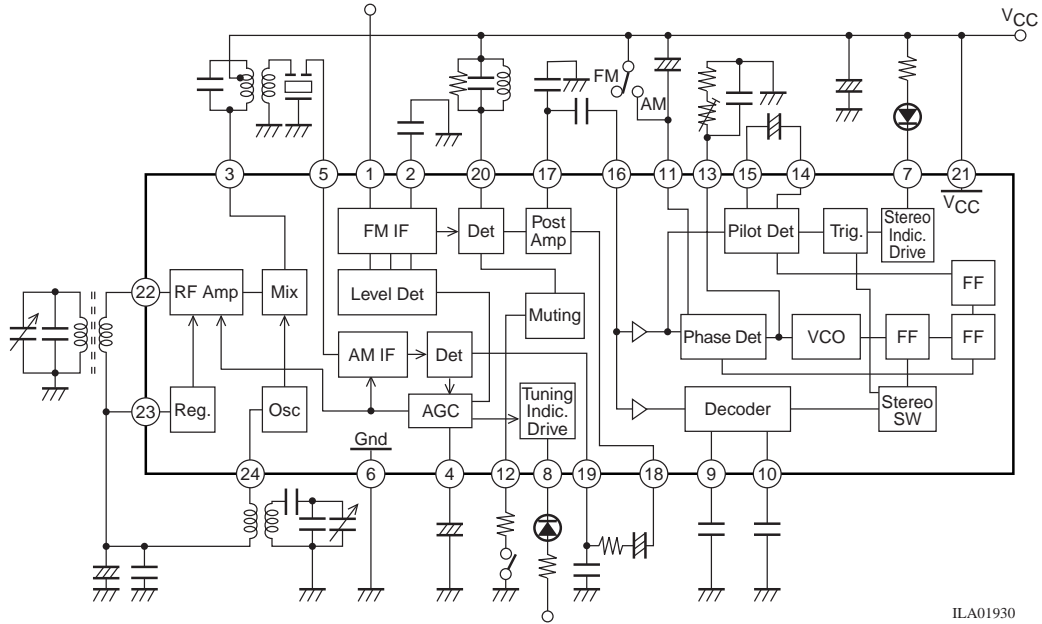 VCC
FM
AM
3
5
1
2
20
17
16
11
13
15
14
7
21
VCC
FM IF
Det
Post
Amp
Pilot Det
Trig.
Stereo
Indic.
Drive
22
RF Amp
Mix
Level Det
Muting
FF
Phase Det
VCO
FF
FF
AM IF
Det
23
Reg.
Osc
AGC
Tuning
Indic.
Drive
Decoder
Stereo
SW
Gnd
24
6
4
12
8
19
18
9
10
ILA01930